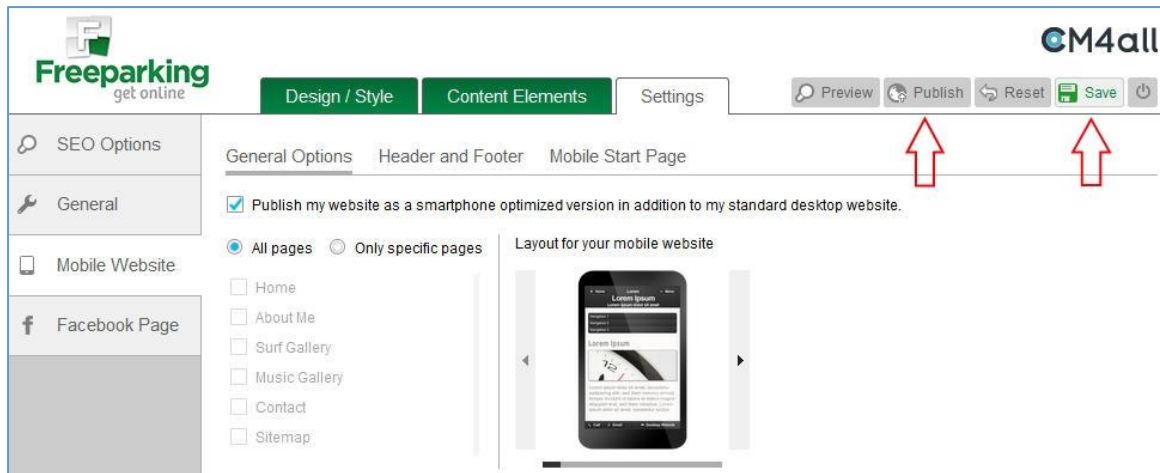 F
Freeparking
get online
CM4all
Design / Style
Content Elements
Settings
Preview
Publish
Reset
Save
SEO Options
General
Mobile Website
f Facebook Page
General Options
Header and Footer
Mobile Start Page
Publish my website as a smartphone optimized version in addition to my standard desktop website.
All pages
Only specific pages
Home
About Me
Surf Gallery
Music Gallery
Contact
Sitemap
Layout for your mobile website
Lorem Ipsum
Lorem Ipsum
12